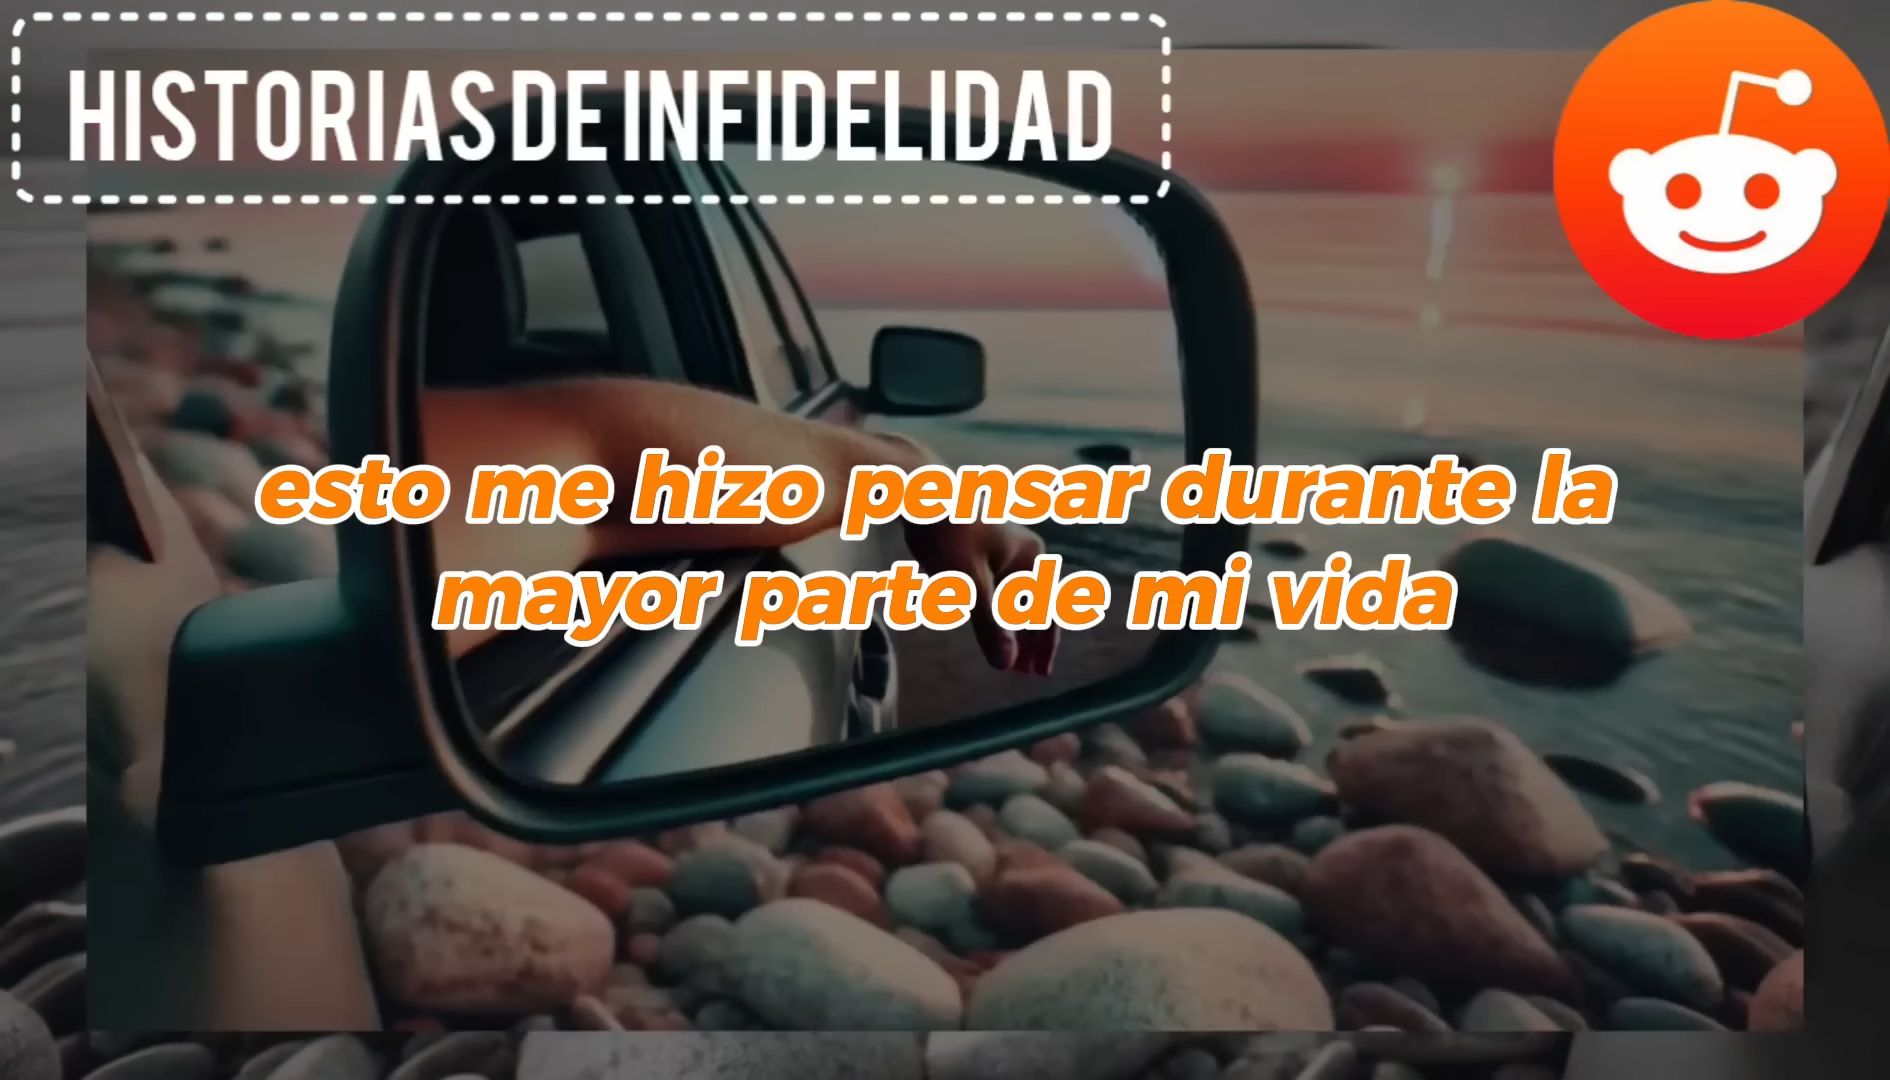 HISTORIAS DE INFIDELIDAD
esto me hizo pensar durante la
mayor parte de mi vida